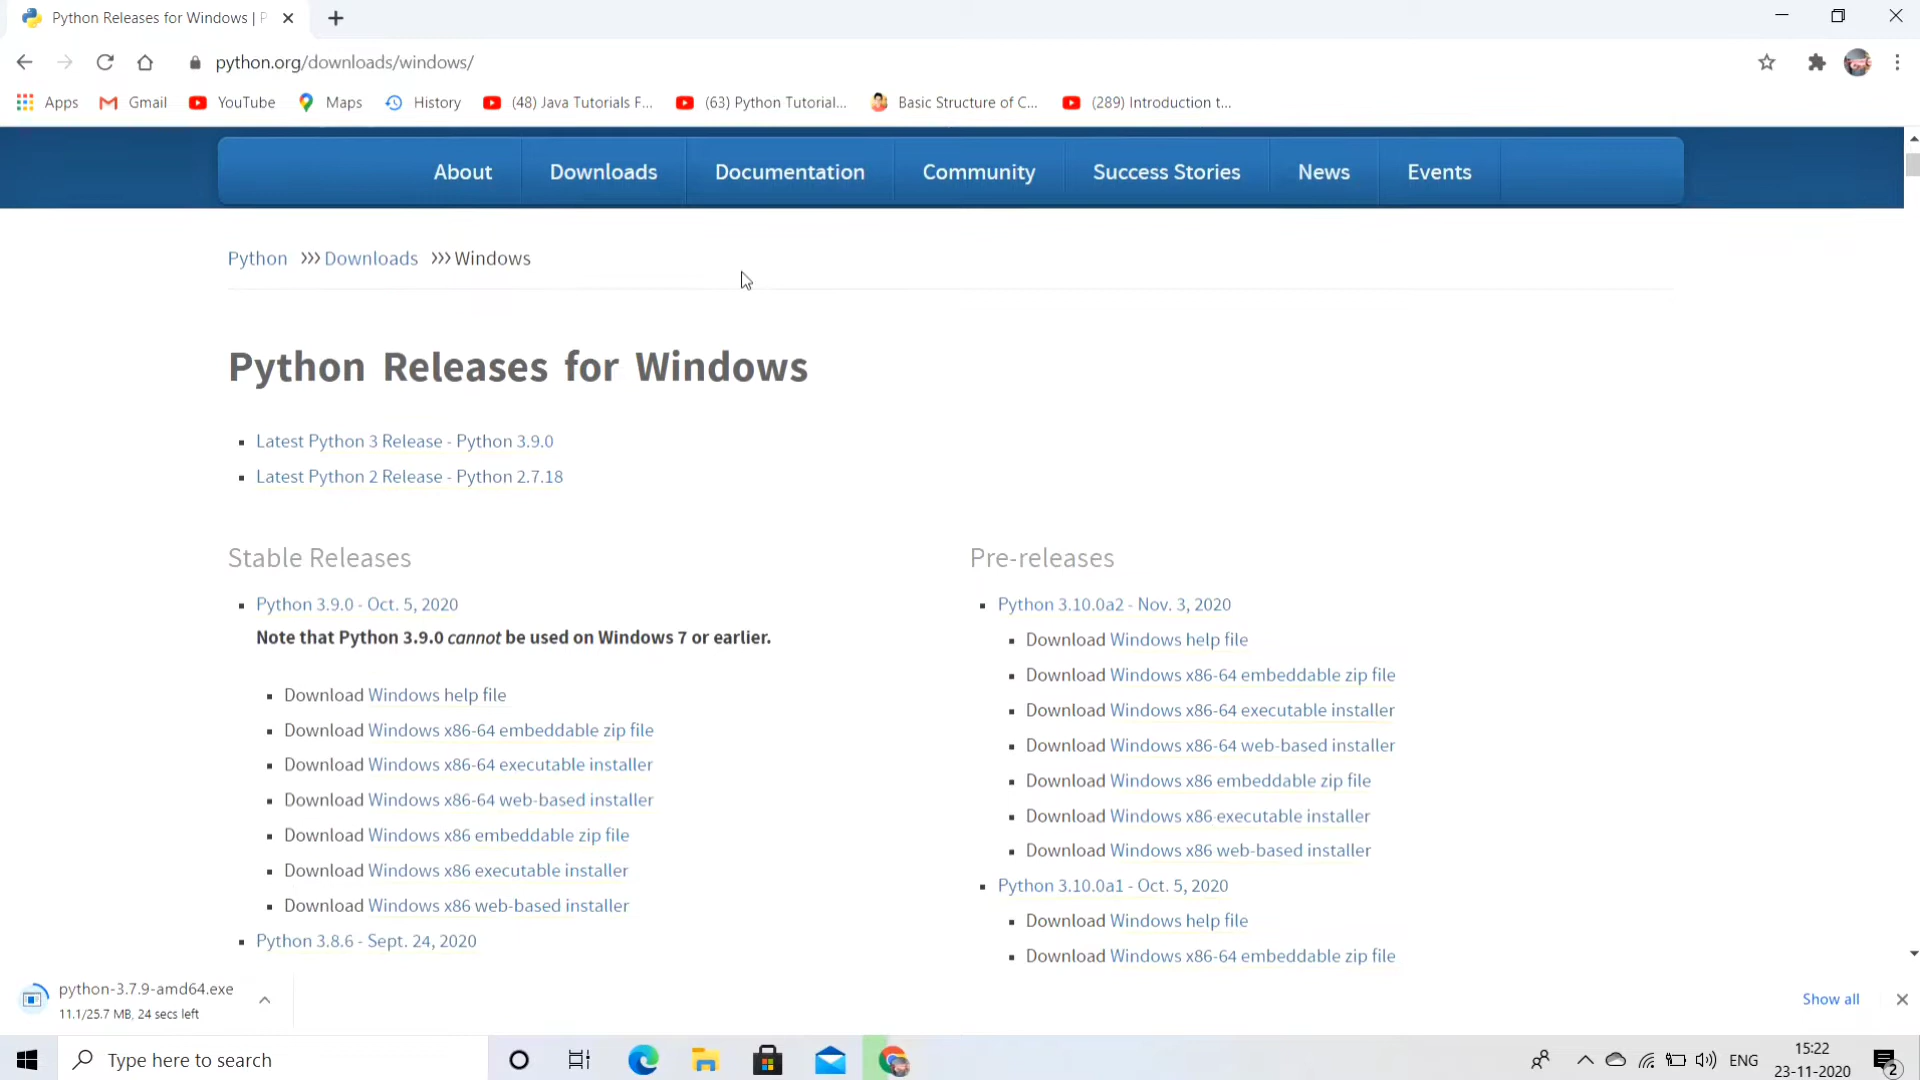 Python Releases for Windows | P
python.org/downloads/windows/
Apps Gmail YouTube Maps History (48) Java Tutorials F... (63) Python Tutorial... Basic Structure of C... (289) Introduction t...
About Downloads Documentation Community Success Stories News Events
Python >>> Downloads >>> Windows
Python Releases for Windows
Latest Python 3 Release - Python 3.9.0
Latest Python 2 Release - Python 2.7.18
Stable Releases
Python 3.9.0 - Oct. 5, 2020
Note that Python 3.9.0 cannot be used on Windows 7 or earlier.
Download Windows help file
Download Windows x86-64 embeddable zip file
Download Windows x86-64 executable installer
Download Windows x86-64 web-based installer
Download Windows x86 embeddable zip file
Download Windows x86 executable installer
Download Windows x86 web-based installer
Python 3.8.6 - Sept. 24, 2020
Pre-releases
Python 3.10.0a2 - Nov. 3, 2020
Download Windows help file
Download Windows x86-64 embeddable zip file
Download Windows x86-64 executable installer
Download Windows x86-64 web-based installer
Download Windows x86 embeddable zip file
Download Windows x86 executable installer
Download Windows x86 web-based installer
Python 3.10.0a1 - Oct. 5, 2020
Download Windows help file
Download Windows x86-64 embeddable zip file
python-3.7.9-amd64.exe
11.1/25.7 MB, 24 secs left
Show all
Type here to search
ENG
15:22
23-11-2020
2